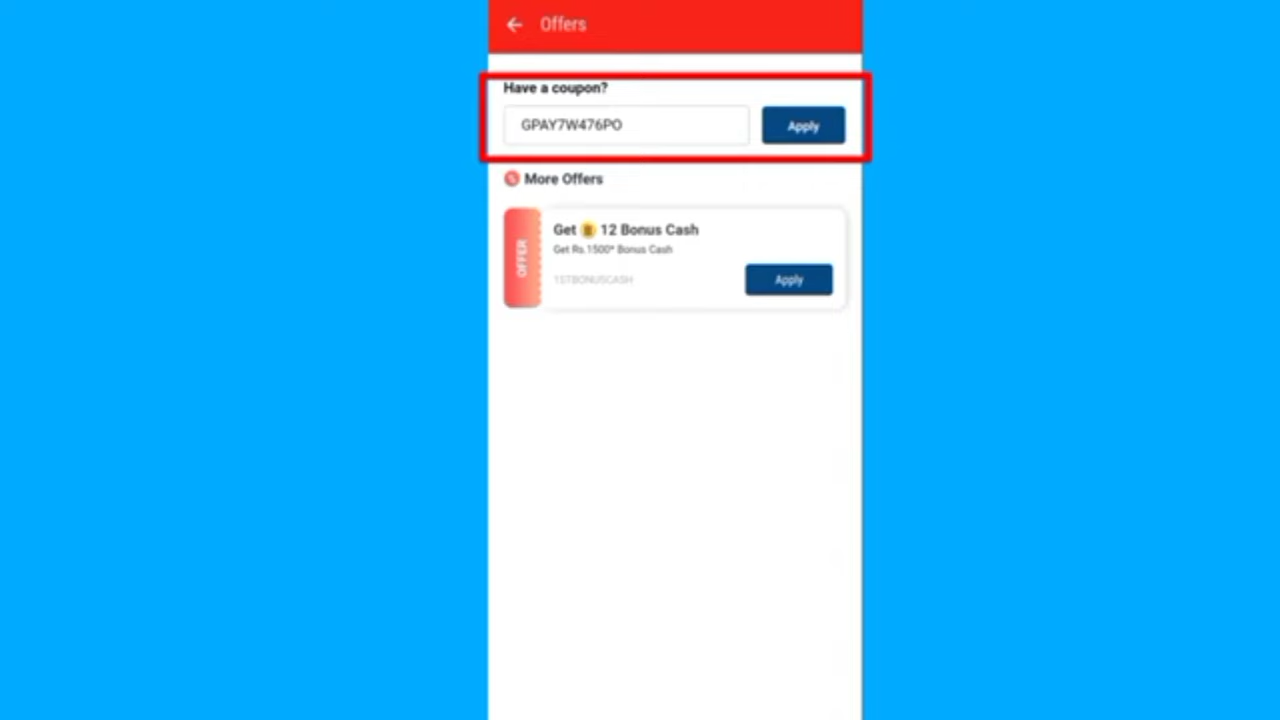 Offers
Have a coupon?
GPAY7W476PO
Apply
More Offers
OFFER
Get 12 Bonus Cash
Get Rs.1500* Bonus Cash
1STBONUSCASH
Apply